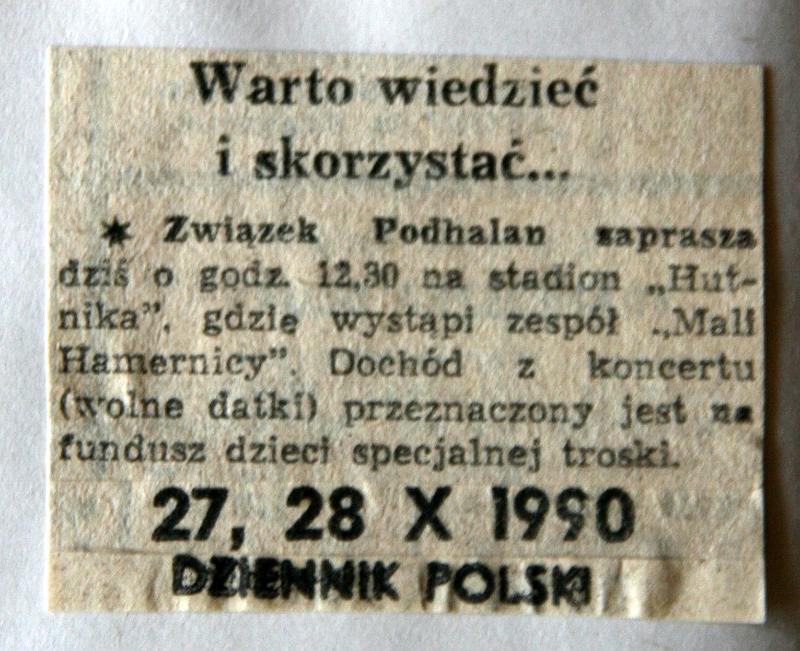 Warto wiedzieć
i skorzystać...
★ Związek Podhalan zaprasza
dziś o godz. 12.30 na stadion „Hut-
nika”, gdzie wystąpi zespół „Mali
Hamernicy”. Dochód z koncertu
(wolne datki) przeznaczony jest na
fundusz dzieci specjalnej troski.
27, 28 X 1990
DZIENNIK POLSKI